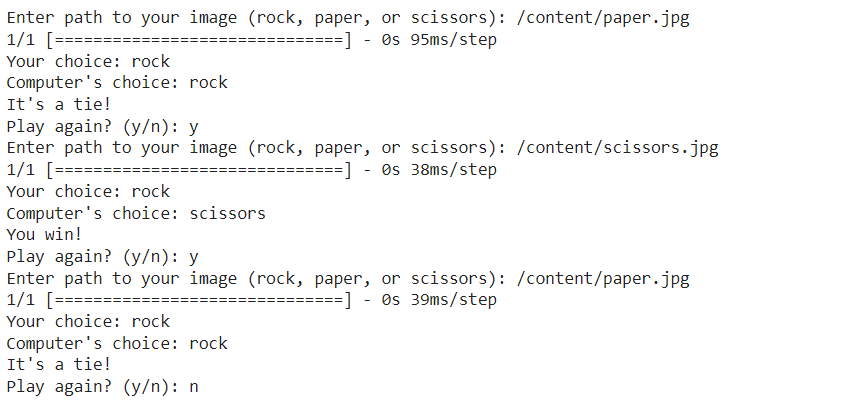 Enter path to your image (rock, paper, or scissors): /content/paper.jpg
1/1 [==============================] - 0s 95ms/step
Your choice: rock
Computer's choice: rock
It's a tie!
Play again? (y/n): y
Enter path to your image (rock, paper, or scissors): /content/scissors.jpg
1/1 [==============================] - 0s 38ms/step
Your choice: rock
Computer's choice: scissors
You win!
Play again? (y/n): y
Enter path to your image (rock, paper, or scissors): /content/paper.jpg
1/1 [==============================] - 0s 39ms/step
Your choice: rock
Computer's choice: rock
It's a tie!
Play again? (y/n): n